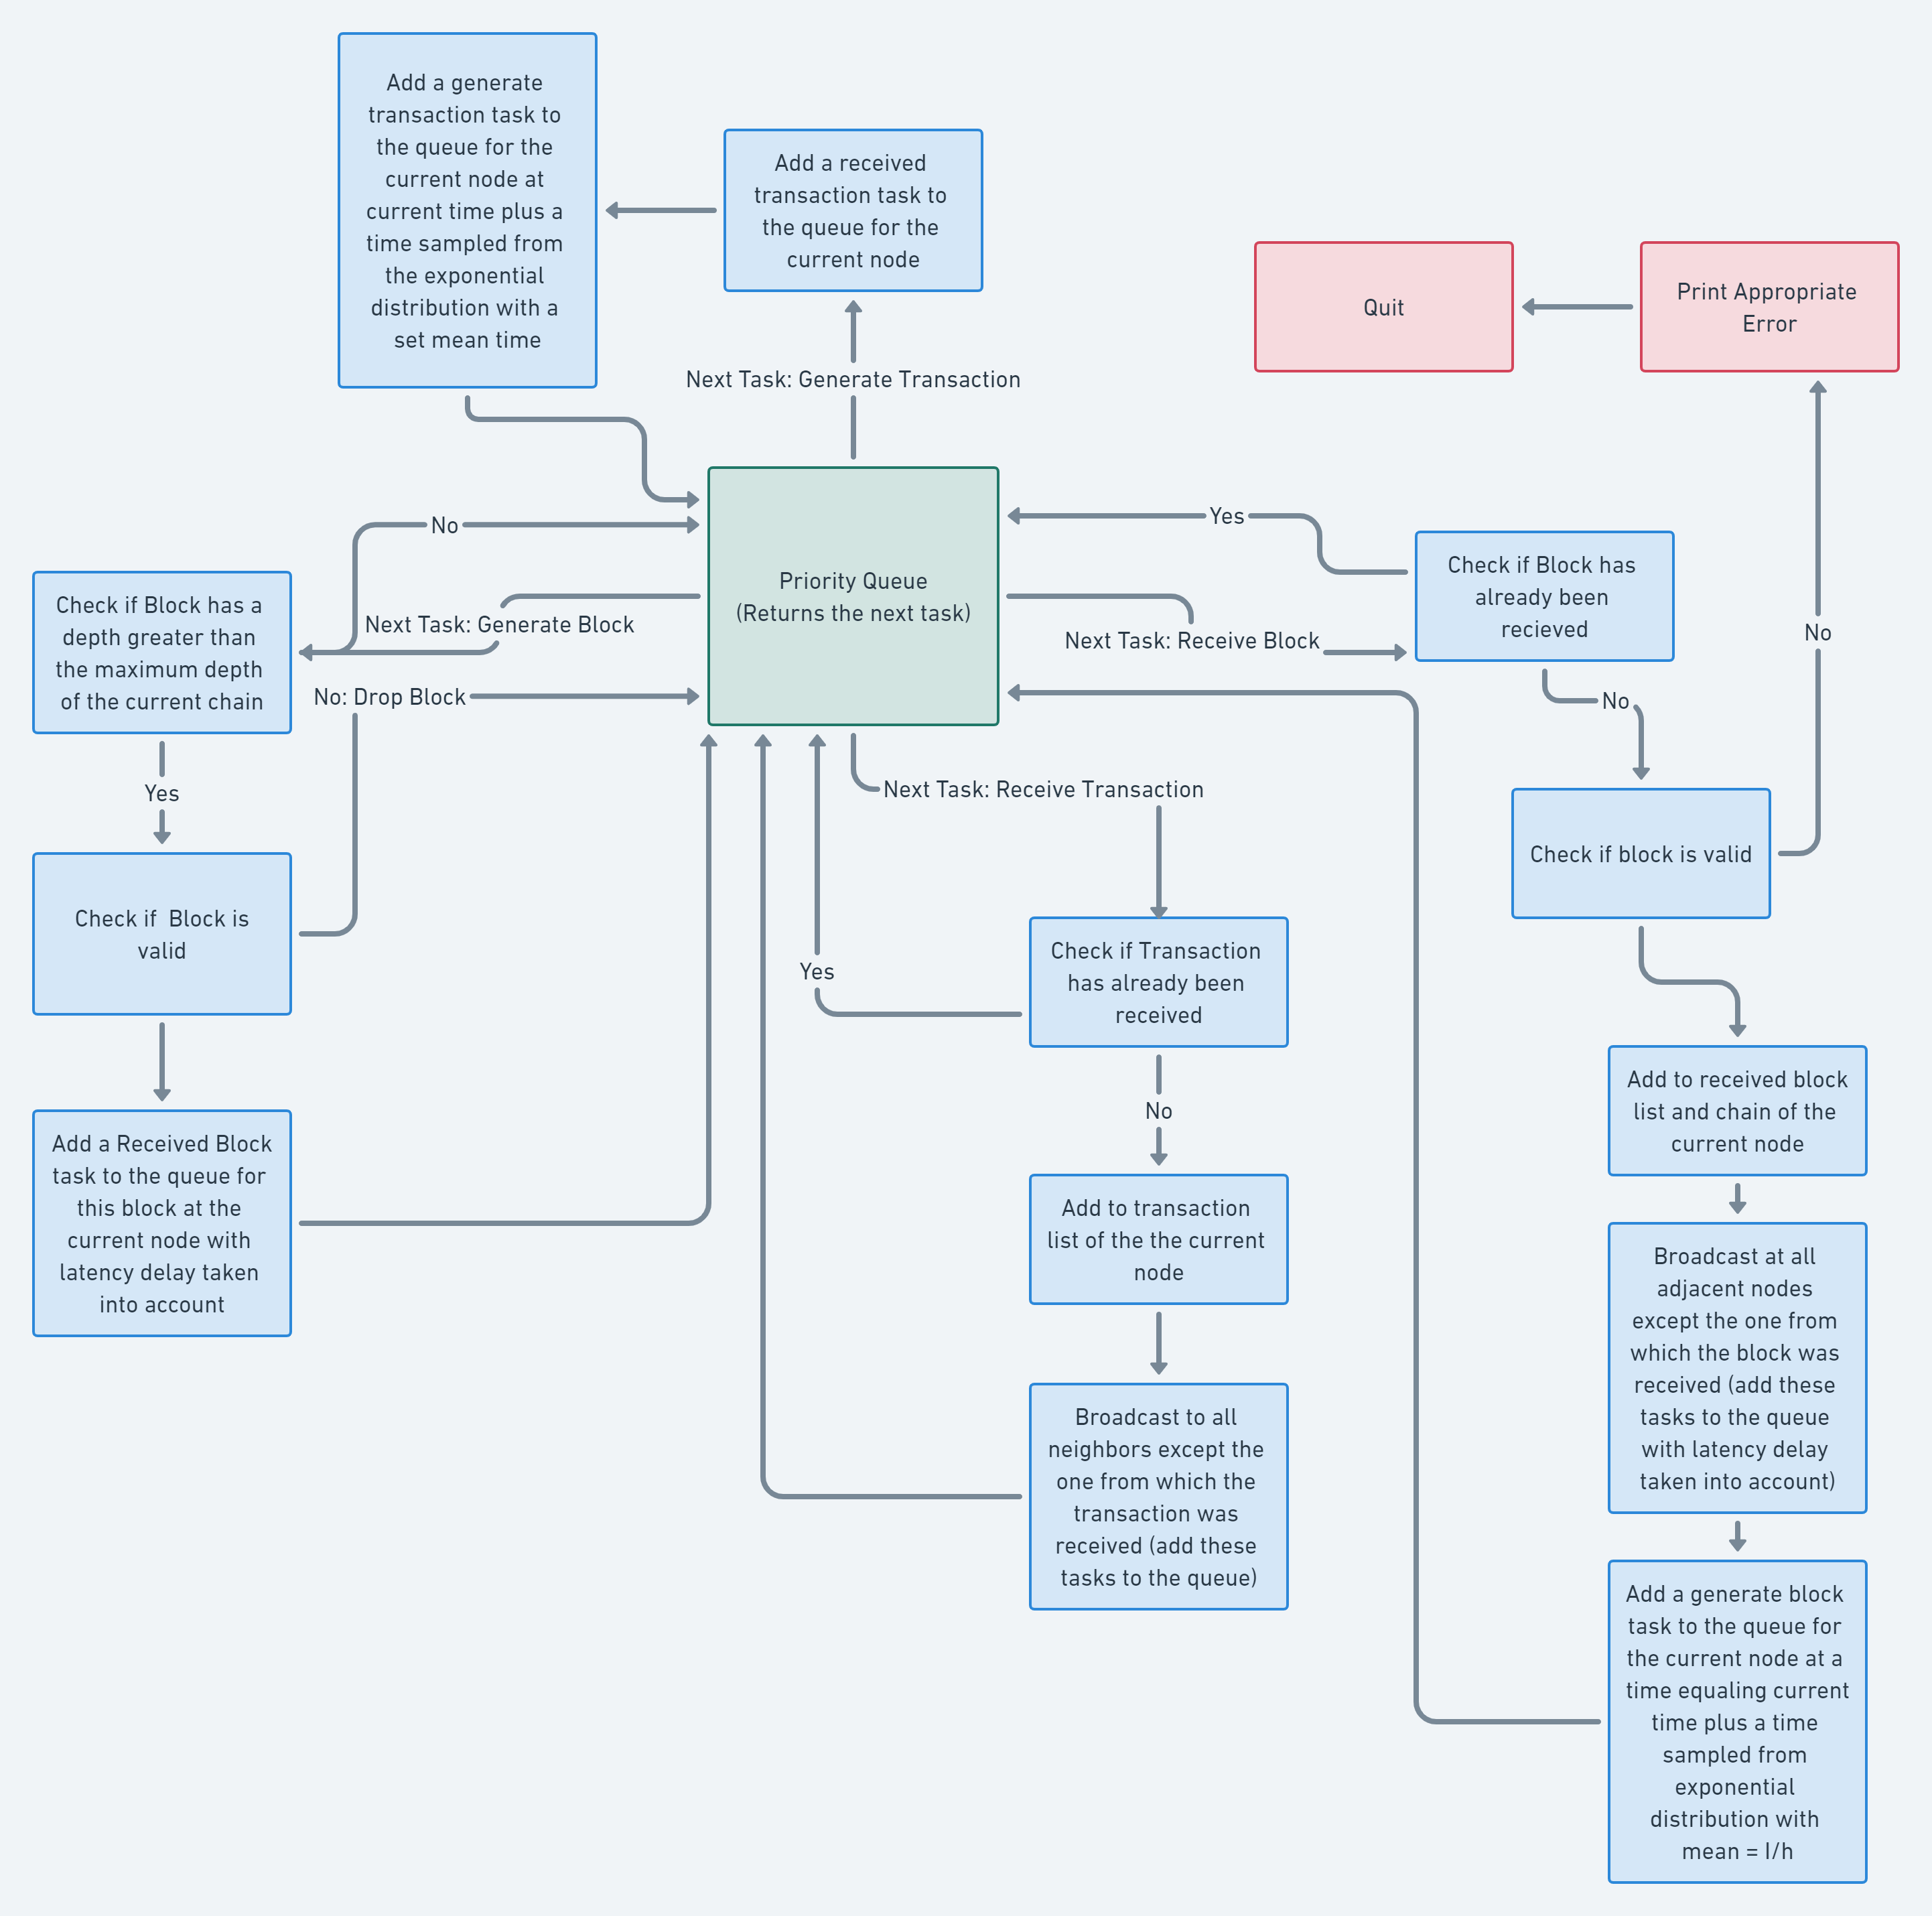 Add a generate
transaction task to
the queue for the
current node at
current time plus a
time sampled from
the exponential
distribution with a
set mean time
Add a received
transaction task to
the queue for the
current node
Quit
Print Appropriate
Error
Next Task: Generate Transaction
Priority Queue
(Returns the next task)
No
Next Task: Generate Block
No: Drop Block
Yes
Next Task: Receive Block
Check if Block has
already been
recieved
No
No
Check if Block has a
depth greater than
the maximum depth
of the current chain
Yes
Check if  Block is
valid
Add a Received Block
task to the queue for
this block at the
current node with
latency delay taken
into account
Next Task: Receive Transaction
Yes
Check if Transaction
has already been
received
No
Add to transaction
list of the the current
node
Broadcast to all
neighbors except the
one from which the
transaction was
received (add these
tasks to the queue)
Check if block is valid
Add to received block
list and chain of the
current node
Broadcast at all
adjacent nodes
except the one from
which the block was
received (add these
tasks to the queue
with latency delay
taken into account)
Add a generate block
task to the queue for
the current node at a
time equaling current
time plus a time
sampled from
exponential
distribution with
mean = I/h